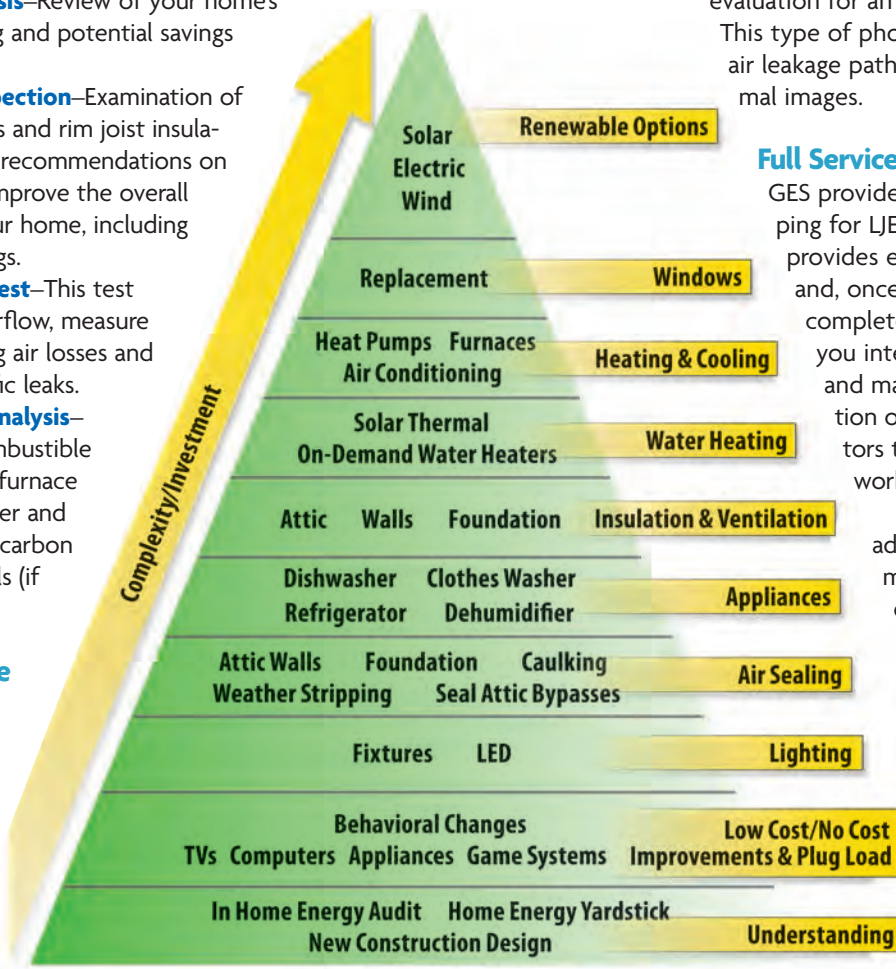 sis–Review of your home's
g and potential savings
pection–Examination of
s and rim joist insula-
recommendations on
mprove the overall
ur home, including
gs.
est–This test
rflow, measure
g air losses and
fic leaks.
nalysis–
mbustible
furnace
er and
carbon
ls (if
e
Complexity/Investment
Solar
Electric
Wind
Renewable Options
Replacement
Windows
Heat Pumps Furnaces
Air Conditioning
Heating & Cooling
Solar Thermal
On-Demand Water Heaters
Water Heating
Attic Walls Foundation
Insulation & Ventilation
Dishwasher Clothes Washer
Refrigerator Dehumidifier
Appliances
Attic Walls Foundation Caulking
Weather Stripping Seal Attic Bypasses
Air Sealing
Fixtures LED
Lighting
Behavioral Changes
TVs Computers Appliances Game Systems
Low Cost/No Cost
Improvements & Plug Load
In Home Energy Audit Home Energy Yardstick
New Construction Design
Understanding
evaluation for an
This type of pho
air leakage path
mal images.
Full Service
GES provide
ping for LJE
provides e
and, once
complet
you inte
and ma
tion o
tors t
work
ad
m